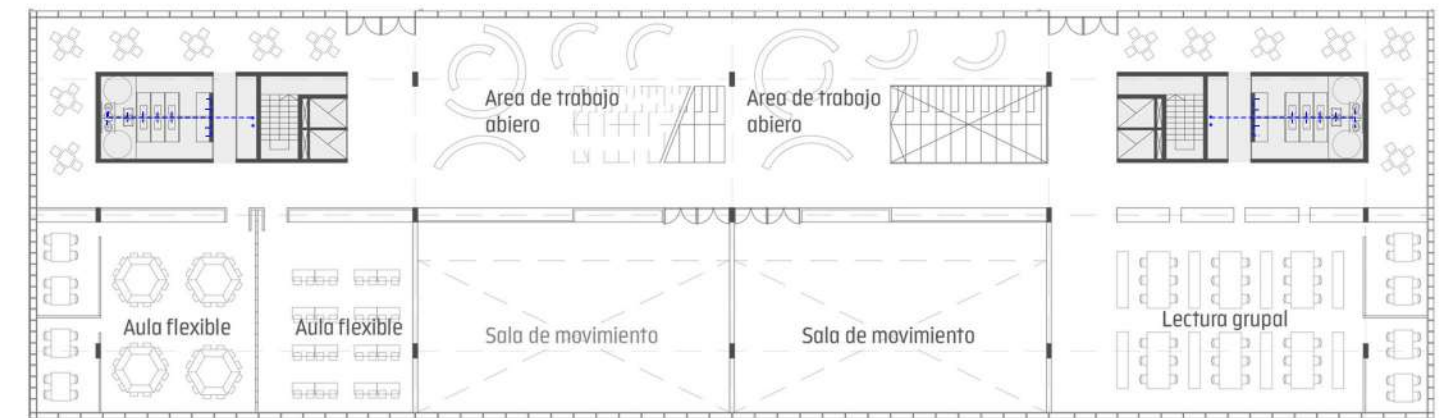 Area de trabajo
abiero
Area de trabajo
abiero
Aula flexible
Aula flexible
Sala de movimiento
Sala de movimiento
Lectura grupal